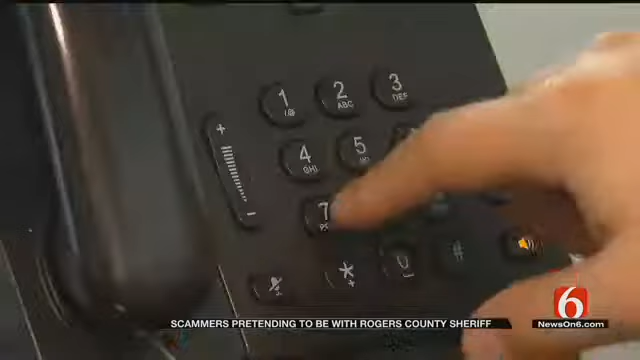 1 2 3
ABC DEF
+ 4 5
GHI
- 7
* 0 #
+
SCAMMERS PRETENDING TO BE WITH ROGERS COUNTY SHERIFF
6
NewsOn6.com